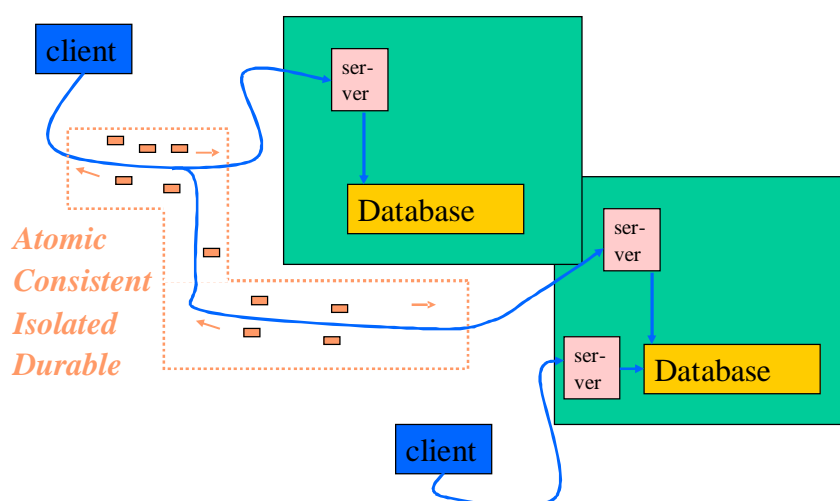 client
ser-
ver
Database
Atomic
Consistent
Isolated
Durable
ser-
ver
ser-
ver
Database
client